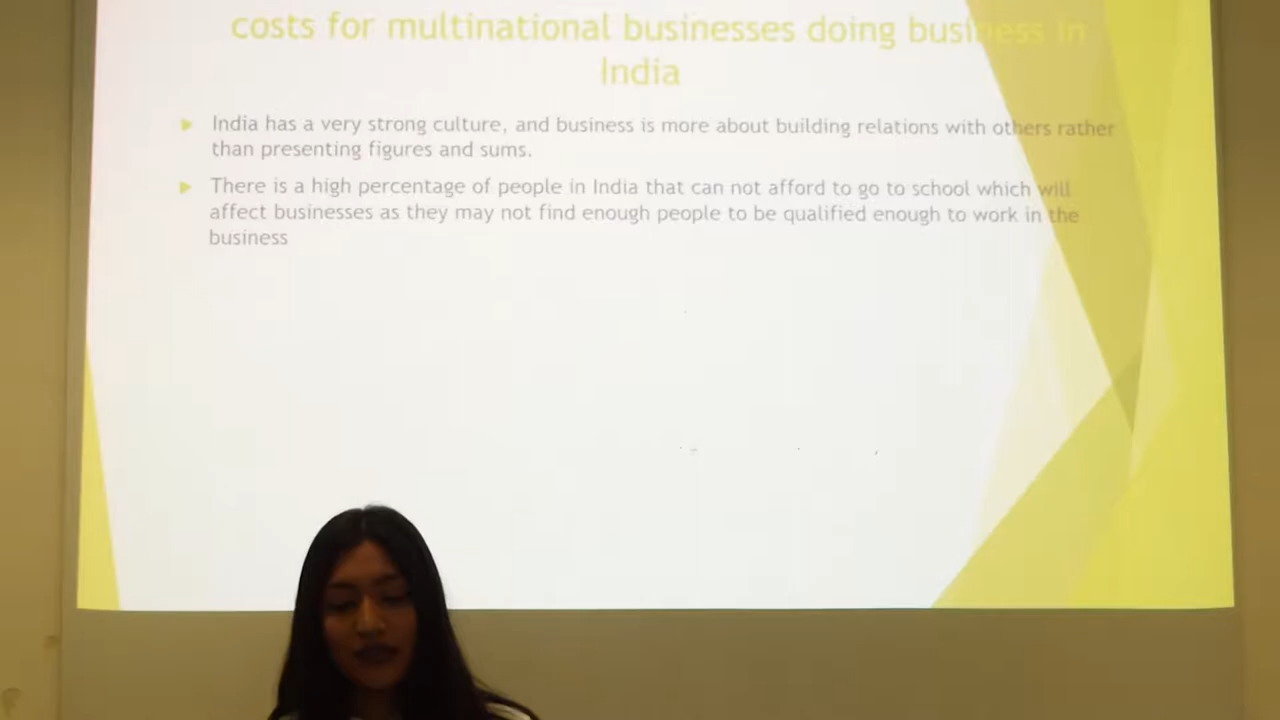 costs for multinational businesses doing business in
India
India has a very strong culture, and business is more about building relations with others rather
than presenting figures and sums.
There is a high percentage of people in India that can not afford to go to school which will
affect businesses as they may not find enough people to be qualified enough to work in the
business